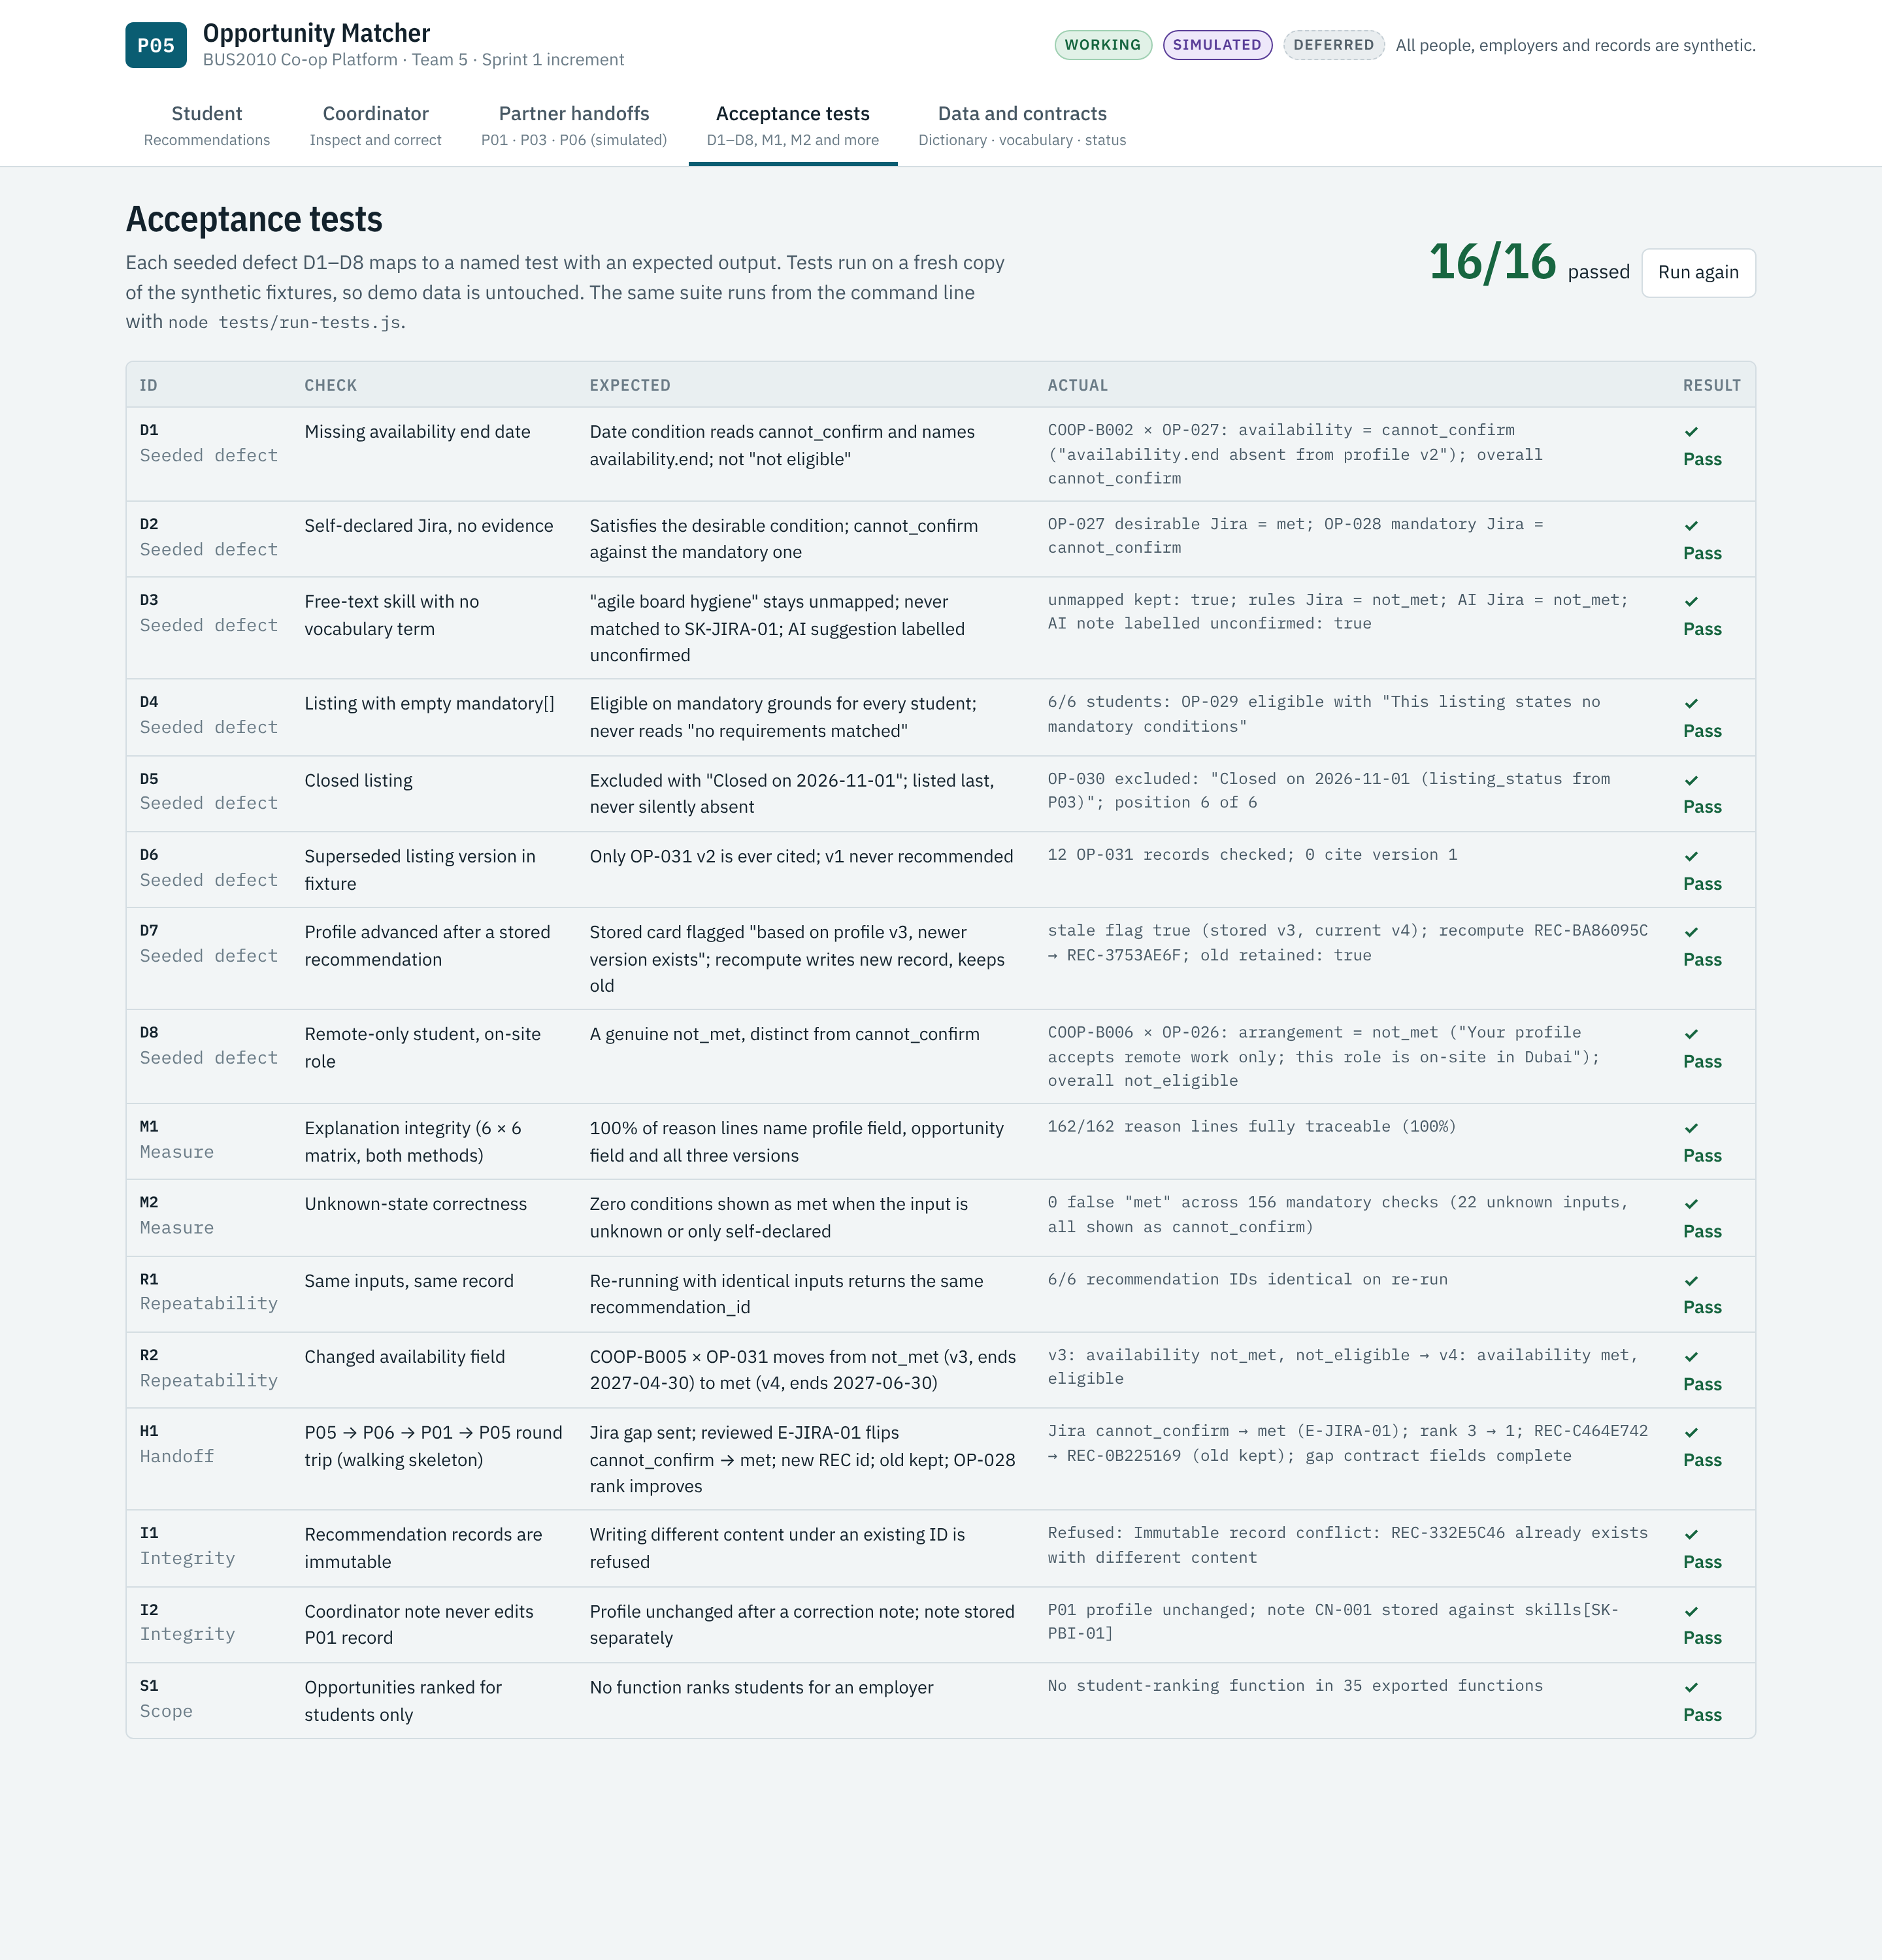 P05
Opportunity Matcher
BUS2010 Co-op Platform · Team 5 · Sprint 1 increment
WORKING SIMULATED DEFERRED All people, employers and records are synthetic.
Student
Recommendations
Coordinator
Inspect and correct
Partner handoffs
P01 · P03 · P06 (simulated)
Acceptance tests
D1–D8, M1, M2 and more
Data and contracts
Dictionary · vocabulary · status
Acceptance tests
Each seeded defect D1–D8 maps to a named test with an expected output. Tests run on a fresh copy
of the synthetic fixtures, so demo data is untouched. The same suite runs from the command line
with node tests/run-tests.js.
16/16 passed Run again
ID CHECK EXPECTED ACTUAL RESULT
D1
Seeded defect
Missing availability end date
Date condition reads cannot_confirm and names
availability.end; not "not eligible"
COOP-B002 × OP-027: availability = cannot_confirm
("availability.end absent from profile v2"); overall
cannot_confirm
✓
Pass
D2
Seeded defect
Self-declared Jira, no evidence
Satisfies the desirable condition; cannot_confirm
against the mandatory one
OP-027 desirable Jira = met; OP-028 mandatory Jira =
cannot_confirm
✓
Pass
D3
Seeded defect
Free-text skill with no
vocabulary term
"agile board hygiene" stays unmapped; never
matched to SK-JIRA-01; AI suggestion labelled
unconfirmed
unmapped kept: true; rules Jira = not_met; AI Jira = not_met;
AI note labelled unconfirmed: true
✓
Pass
D4
Seeded defect
Listing with empty mandatory[]
Eligible on mandatory grounds for every student;
never reads "no requirements matched"
6/6 students: OP-029 eligible with "This listing states no
mandatory conditions"
✓
Pass
D5
Seeded defect
Closed listing
Excluded with "Closed on 2026-11-01"; listed last,
never silently absent
OP-030 excluded: "Closed on 2026-11-01 (listing_status from
P03)"; position 6 of 6
✓
Pass
D6
Seeded defect
Superseded listing version in
fixture
Only OP-031 v2 is ever cited; v1 never recommended
12 OP-031 records checked; 0 cite version 1
✓
Pass
D7
Seeded defect
Profile advanced after a stored
recommendation
Stored card flagged "based on profile v3, newer
version exists"; recompute writes new record, keeps
old
stale flag true (stored v3, current v4); recompute REC-BA86095C
→ REC-3753AE6F; old retained: true
✓
Pass
D8
Seeded defect
Remote-only student, on-site
role
A genuine not_met, distinct from cannot_confirm
COOP-B006 × OP-026: arrangement = not_met ("Your profile
accepts remote work only; this role is on-site in Dubai");
overall not_eligible
✓
Pass
M1
Measure
Explanation integrity (6 × 6
matrix, both methods)
100% of reason lines name profile field, opportunity
field and all three versions
162/162 reason lines fully traceable (100%)
✓
Pass
M2
Measure
Unknown-state correctness
Zero conditions shown as met when the input is
unknown or only self-declared
0 false "met" across 156 mandatory checks (22 unknown inputs,
all shown as cannot_confirm)
✓
Pass
R1
Repeatability
Same inputs, same record
Re-running with identical inputs returns the same
recommendation_id
6/6 recommendation IDs identical on re-run
✓
Pass
R2
Repeatability
Changed availability field
COOP-B005 × OP-031 moves from not_met (v3, ends
2027-04-30) to met (v4, ends 2027-06-30)
v3: availability not_met, not_eligible → v4: availability met,
eligible
✓
Pass
H1
Handoff
P05 → P06 → P01 → P05 round
trip (walking skeleton)
Jira gap sent; reviewed E-JIRA-01 flips
cannot_confirm → met; new REC id; old kept; OP-028
rank improves
Jira cannot_confirm → met (E-JIRA-01); rank 3 → 1; REC-C464E742
→ REC-0B225169 (old kept); gap contract fields complete
✓
Pass
I1
Integrity
Recommendation records are
immutable
Writing different content under an existing ID is
refused
Refused: Immutable record conflict: REC-332E5C46 already exists
with different content
✓
Pass
I2
Integrity
Coordinator note never edits
P01 record
Profile unchanged after a correction note; note stored
separately
P01 profile unchanged; note CN-001 stored against skills[SK-
PBI-01]
✓
Pass
S1
Scope
Opportunities ranked for
students only
No function ranks students for an employer
No student-ranking function in 35 exported functions
✓
Pass